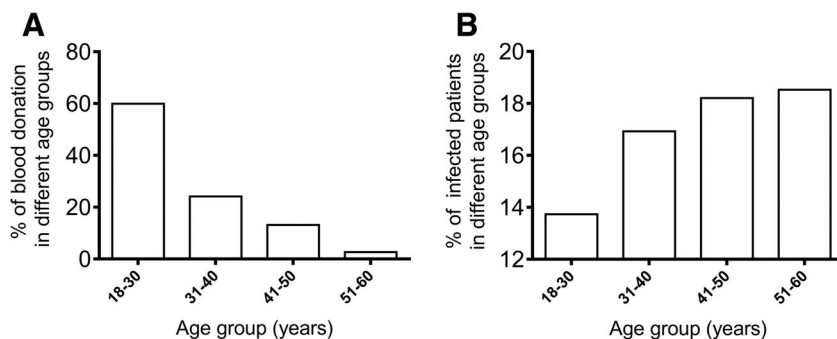 A
% of blood donation
in different age groups
80
60
40
20
0
18-30
31-40
41-50
51-60
Age group (years)
B
% of infected patients
in different age groups
20
18
16
14
12
18-30
31-40
41-50
51-60
Age group (years)